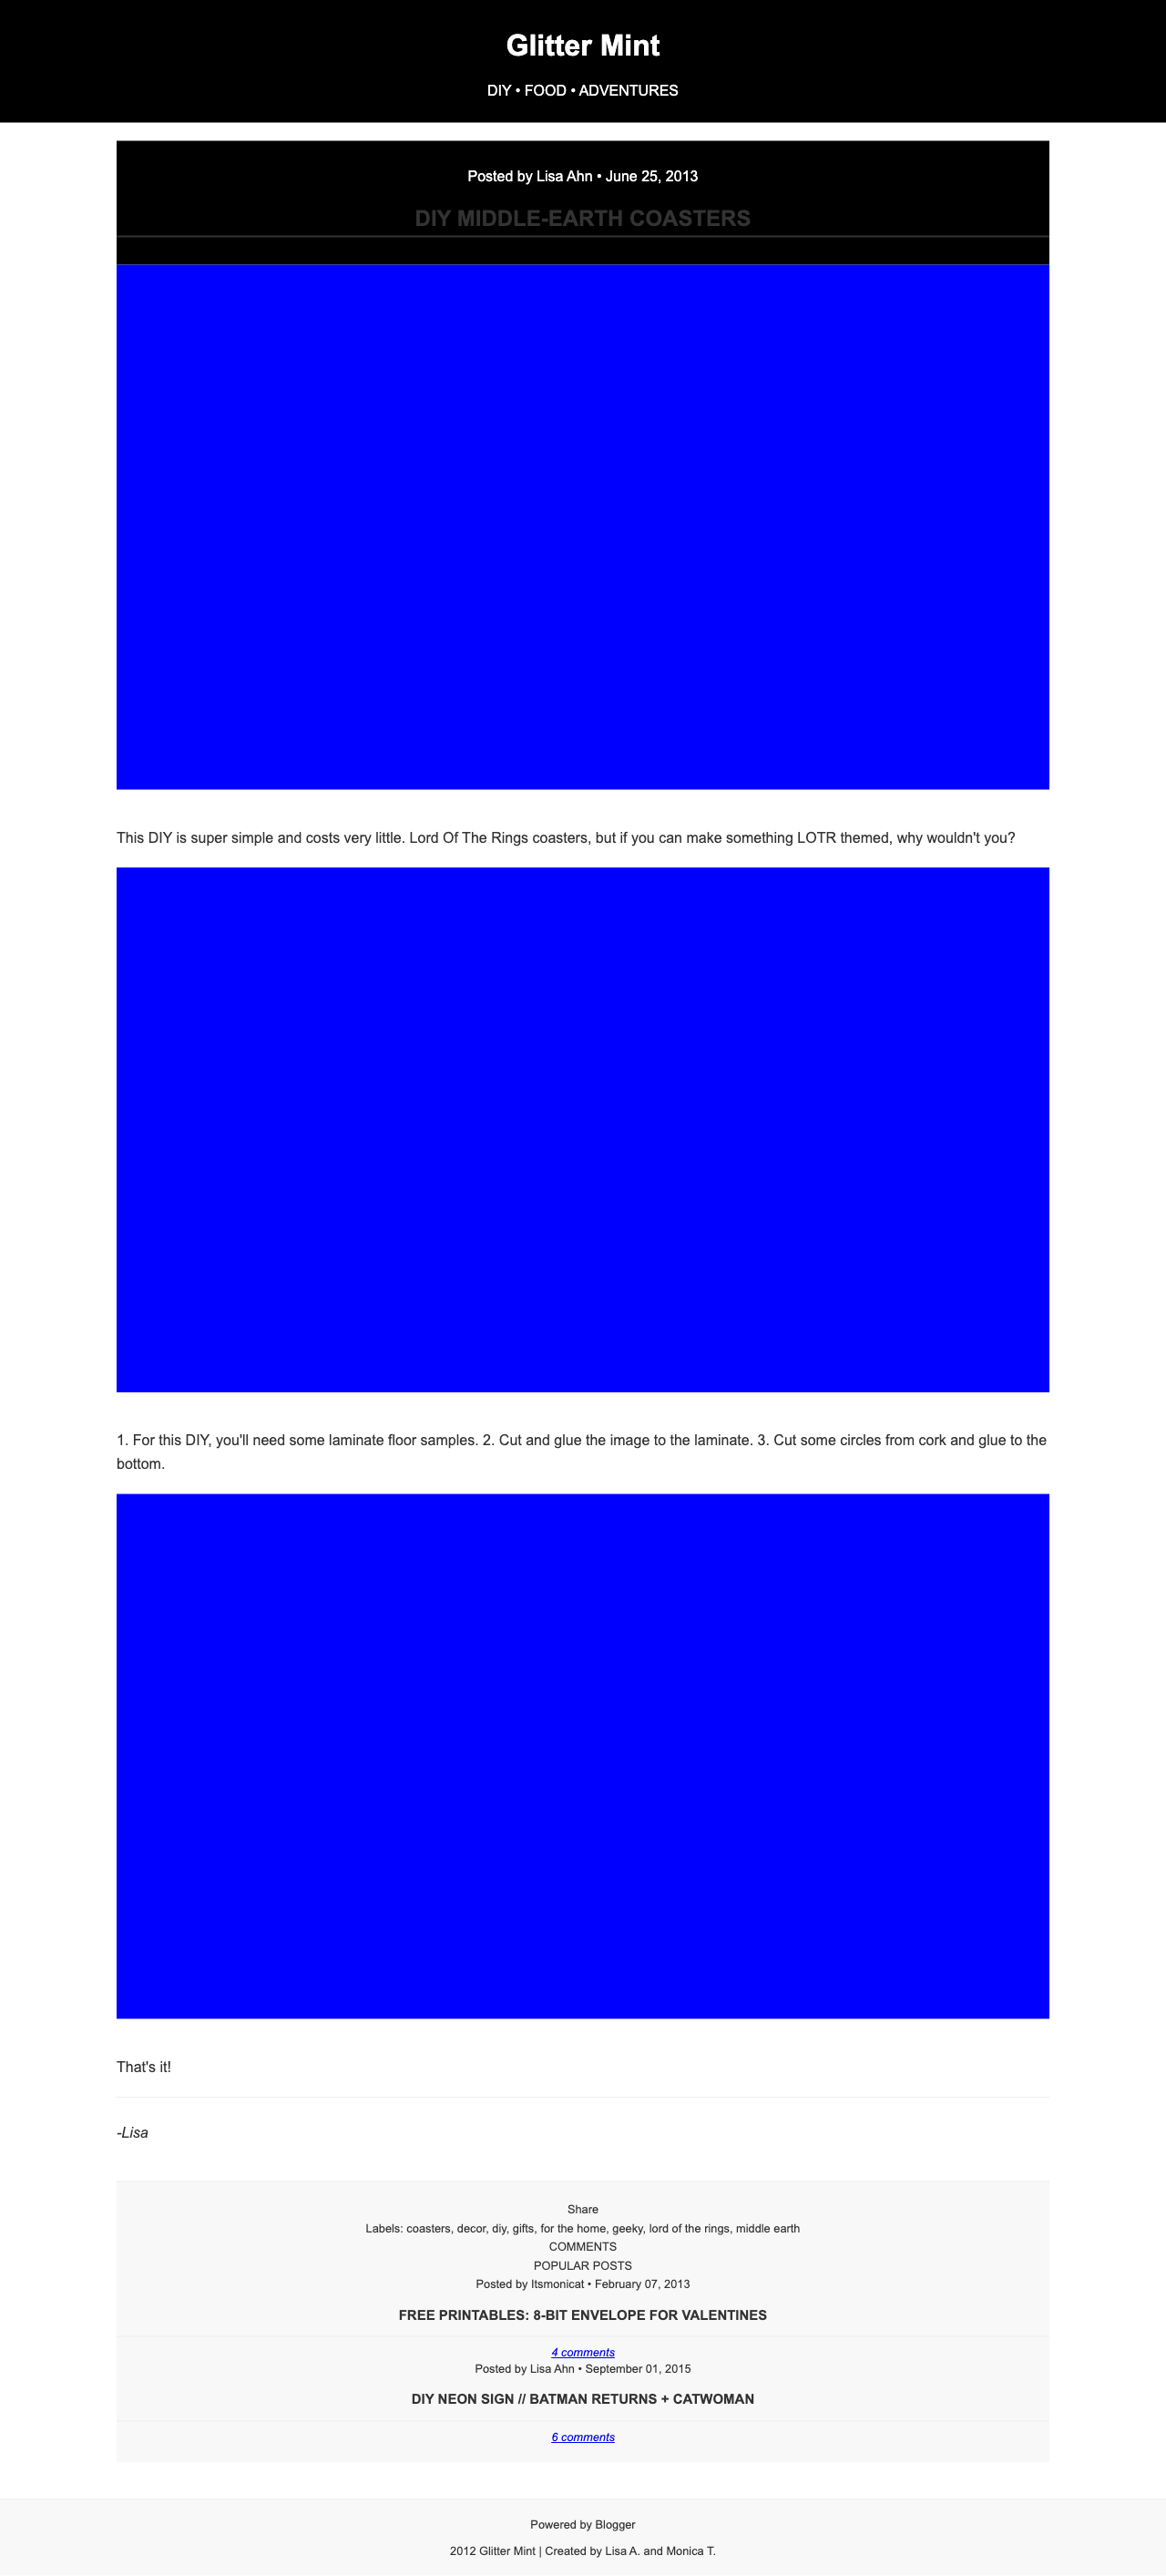 Glitter Mint
DIY • FOOD • ADVENTURES
Posted by Lisa Ahn • June 25, 2013
DIY MIDDLE-EARTH COASTERS
This DIY is super simple and costs very little. Lord Of The Rings coasters, but if you can make something LOTR themed, why wouldn't you?
1. For this DIY, you'll need some laminate floor samples. 2. Cut and glue the image to the laminate. 3. Cut some circles from cork and glue to the
bottom.
That's it!
-Lisa
Share
Labels: coasters, decor, diy, gifts, for the home, geeky, lord of the rings, middle earth
COMMENTS
POPULAR POSTS
Posted by Itsmonicat • February 07, 2013
FREE PRINTABLES: 8-BIT ENVELOPE FOR VALENTINES
4 comments
Posted by Lisa Ahn • September 01, 2015
DIY NEON SIGN // BATMAN RETURNS + CATWOMAN
6 comments
Powered by Blogger
2012 Glitter Mint | Created by Lisa A. and Monica T.